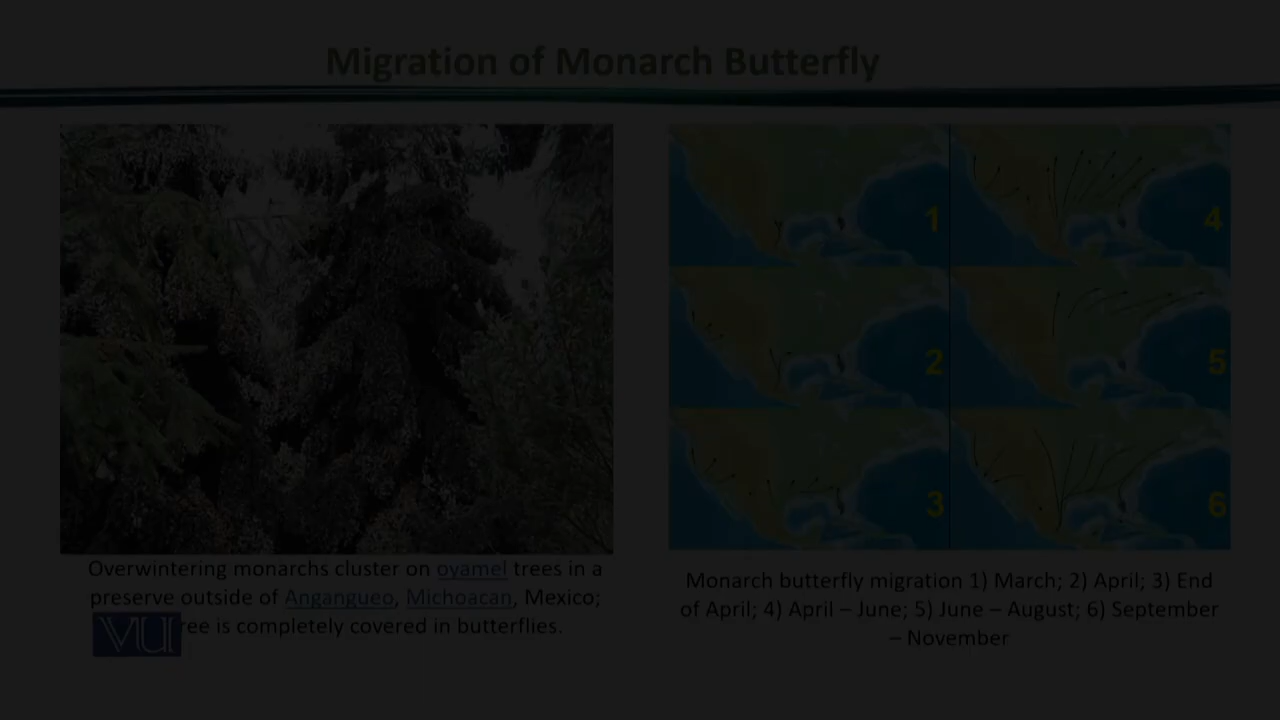 Migration of Monarch Butterfly
1
4
2
5
3
6
Overwintering monarchs cluster on oyamel trees in a
preserve outside of Angangueo, Michoacan, Mexico;
is completely covered in butterflies.
VU
Monarch butterfly migration 1) March; 2) April; 3) End
of April; 4) April – June; 5) June – August; 6) September
– November